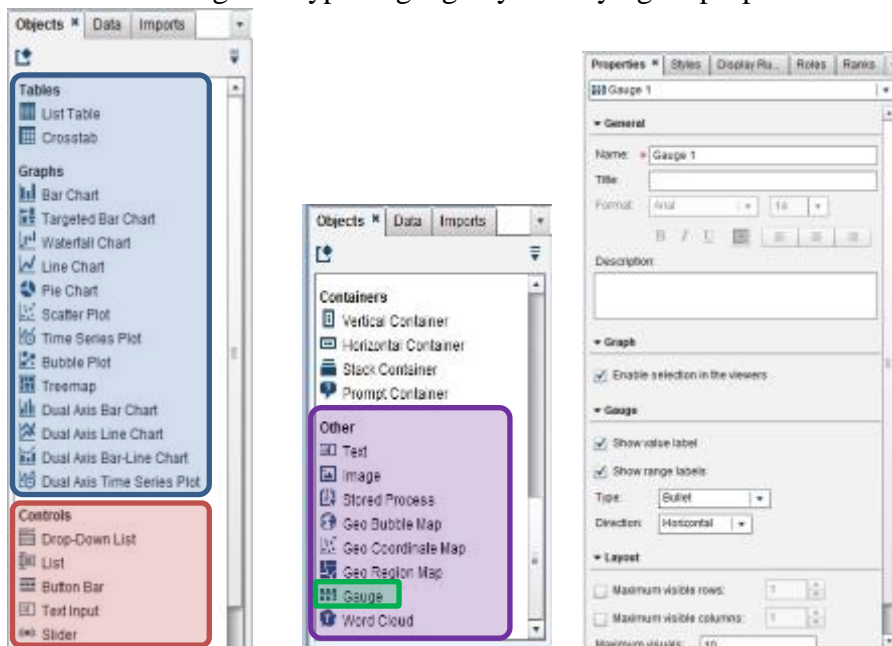 Objects Data Imports
Tables
List Table
Crosstab
Graphs
Bar Chart
Targeted Bar Chart
Waterfall Chart
Line Chart
Pie Chart
Scatter Plot
Time Series Plot
Bubble Plot
Treemap
Dual Axis Bar Chart
Dual Axis Line Chart
Dual Axis Bar-Line Chart
Dual Axis Time Series Plot
Controls
Drop-Down List
List
Button Bar
Text Input
Slider
Objects Data Imports
Containers
Vertical Container
Horizontal Container
Stack Container
Prompt Container
Other
Text
Image
Stored Process
Geo Bubble Map
Geo Coordinate Map
Geo Region Map
Gauge
Word Cloud
Properties Styles Display Ru... Roles Ranks
Gauge 1
General
Name: * Gauge 1
Title:
Format: Arial 14
B I U
Description:
Graph
Enable selection in the viewers
Gauge
Show value label
Show range labels
Type: Bullet
Direction: Horizontal
Layout
Maximum visible rows: 1
Maximum visible columns: 1
Maximum visuals: 10